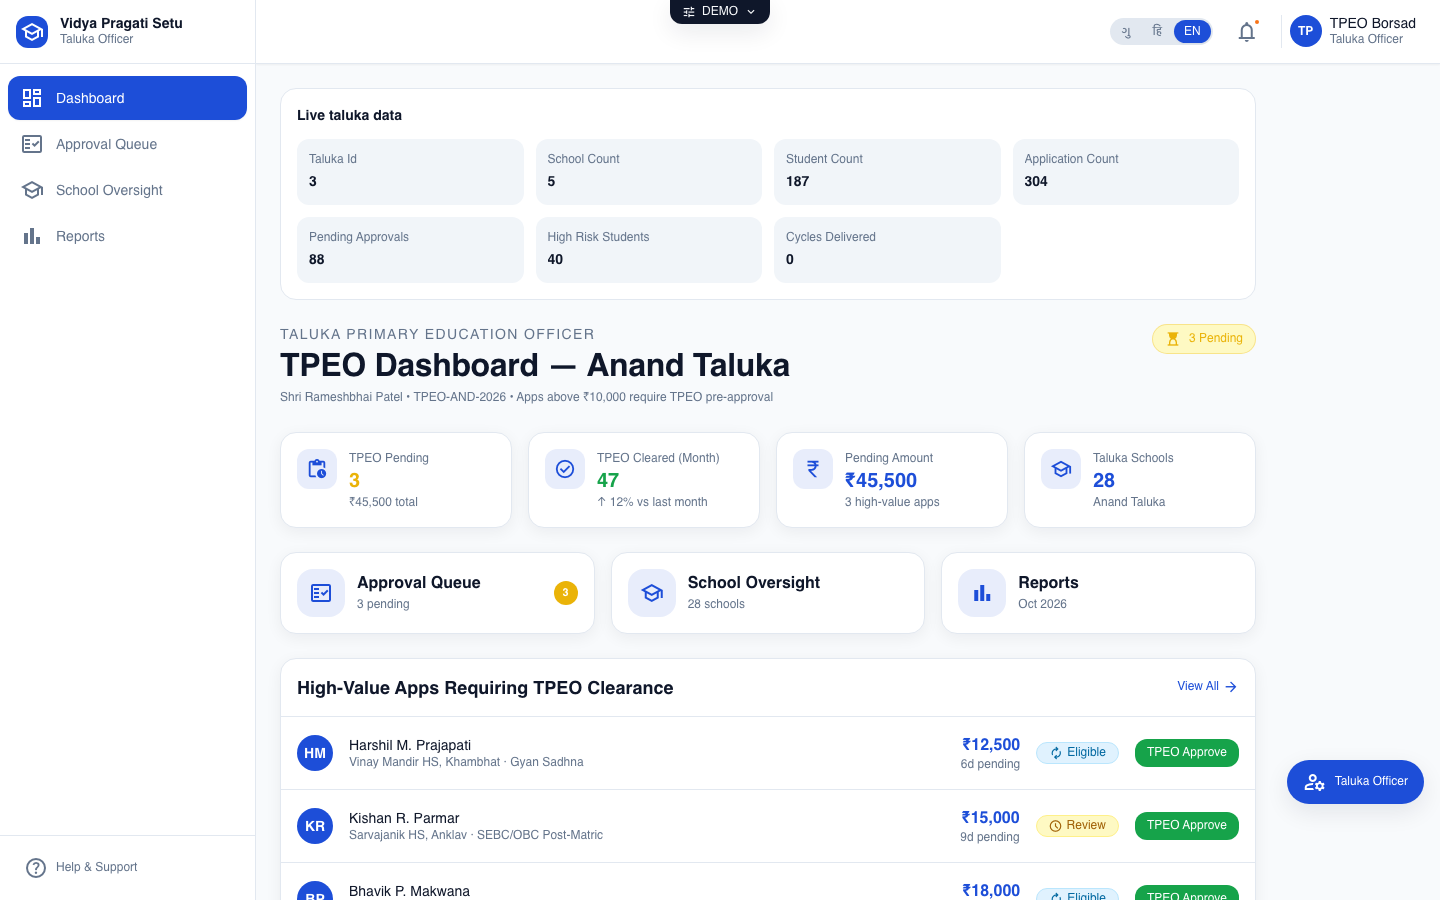 Vidya Pragati Setu
Taluka Officer
DEMO
ગુ
हि
EN
TP
TPEO Borsad
Taluka Officer
Dashboard
Approval Queue
School Oversight
Reports
Help & Support
Live taluka data
Taluka Id
3
School Count
5
Student Count
187
Application Count
304
Pending Approvals
88
High Risk Students
40
Cycles Delivered
0
TALUKA PRIMARY EDUCATION OFFICER
TPEO Dashboard — Anand Taluka
Shri Rameshbhai Patel • TPEO-AND-2026 • Apps above ₹10,000 require TPEO pre-approval
3 Pending
TPEO Pending
3
₹45,500 total
TPEO Cleared (Month)
47
↑ 12% vs last month
Pending Amount
₹45,500
3 high-value apps
Taluka Schools
28
Anand Taluka
Approval Queue
3 pending
3
School Oversight
28 schools
Reports
Oct 2026
High-Value Apps Requiring TPEO Clearance
View All →
HM
Harshil M. Prajapati
Vinay Mandir HS, Khambhat · Gyan Sadhna
₹12,500
6d pending
Eligible
TPEO Approve
KR
Kishan R. Parmar
Sarvajanik HS, Anklav · SEBC/OBC Post-Matric
₹15,000
9d pending
Review
TPEO Approve
BP
Bhavik P. Makwana
₹18,000
Eligible
TPEO Approve
Taluka Officer